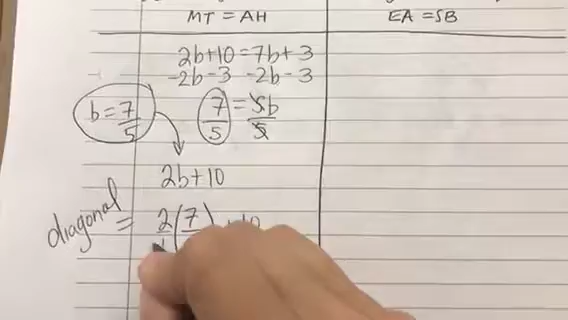 MT = AH
EA = SB
2b+10=7b+3
-2b-3 -2b-3
b=7/5
7/5 = 5b/5
2b+10
diagonal = 2 (7 + 10